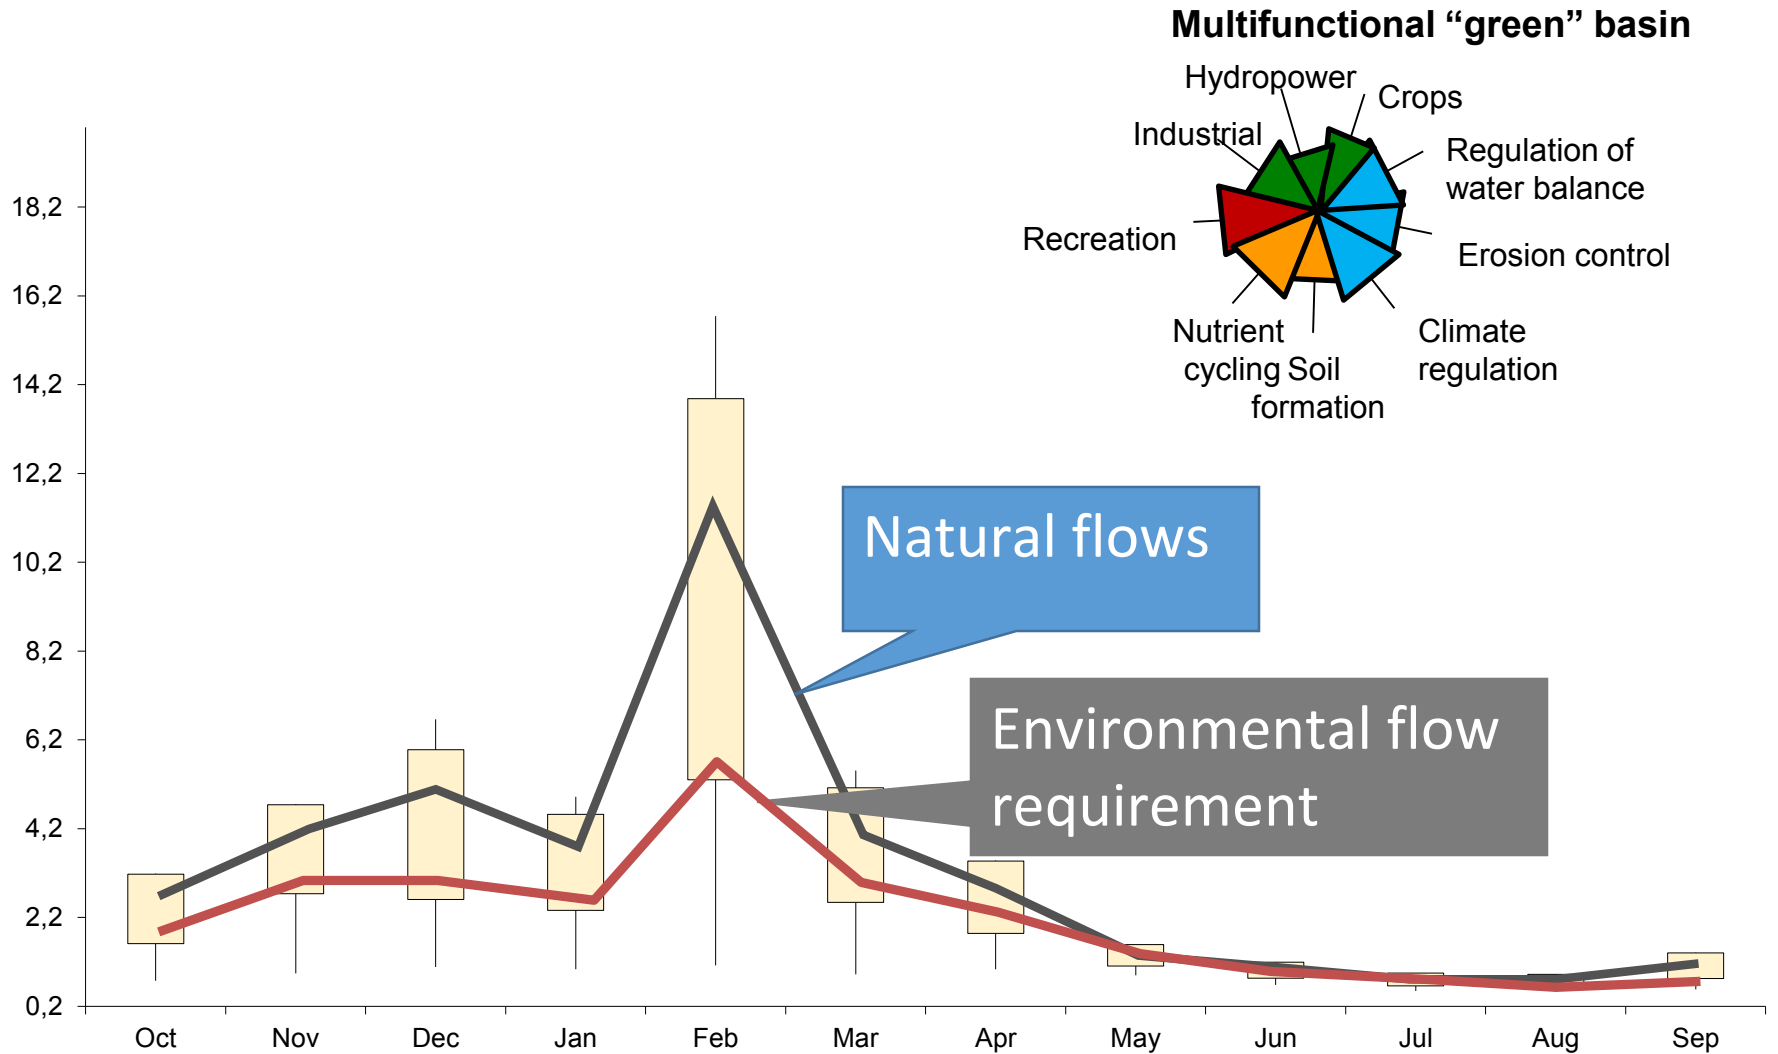 Multifunctional “green” basin
Hydropower
Crops
Industrial
Regulation of
water balance
Recreation
Erosion control
Nutrient
cycling
Soil
formation
Climate
regulation
18,2
16,2
14,2
12,2
10,2
8,2
6,2
4,2
2,2
0,2
Natural flows
Environmental flow
requirement
Oct
Nov
Dec
Jan
Feb
Mar
Apr
May
Jun
Jul
Aug
Sep